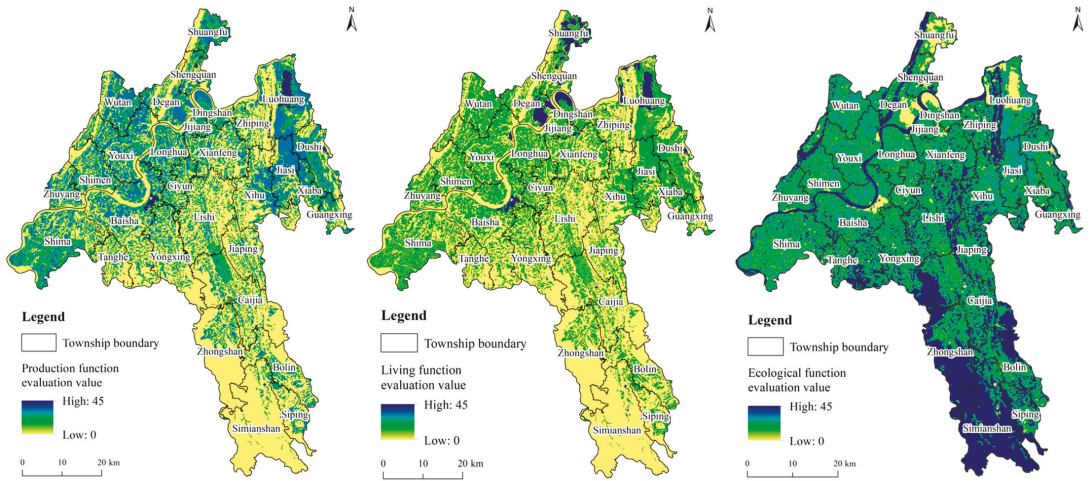 N
Shuangfu
Shengquan
Wutan
Degan
Luohuang
Dingshan
Jijiang
Zhiping
Youxi
Longhua
Xianfeng
Dushi
Shimen
Jiasi
Zhuyang
Ciyun
Xihu
Xiaba
Baisha
Lishi
Guangxing
Shima
Tanghe
Yongxing
Jiaping
Caijia
Zhongshan
Bolin
Siping
Simianshan
Legend
Township boundary
Production function
evaluation value
High: 45
Low: 0
0 10 20 km
N
Shuangfu
Shengquan
Wutan
Degan
Luohuang
Dingshan
Jijiang
Zhiping
Youxi
Longhua
Xianfeng
Dushi
Shimen
Jiasi
Zhuyang
Ciyun
Xihu
Xiaba
Baisha
Lishi
Guangxing
Shima
Tanghe
Yongxing
Jiaping
Caijia
Zhongshan
Bolin
Siping
Simianshan
Legend
Township boundary
Living function
evaluation value
High: 45
Low: 0
0 10 20 km
N
Shuangfu
Shengquan
Wutan
Degan
Luohuang
Dingshan
Jijiang
Zhiping
Youxi
Longhua
Xianfeng
Dushi
Shimen
Jiasi
Zhuyang
Ciyun
Xihu
Xiaba
Baisha
Lishi
Guangxing
Shima
Tanghe
Yongxing
Jiaping
Caijia
Zhongshan
Bolin
Siping
Simianshan
Legend
Township boundary
Ecological function
evaluation value
High: 45
Low: 0
0 10 20 km